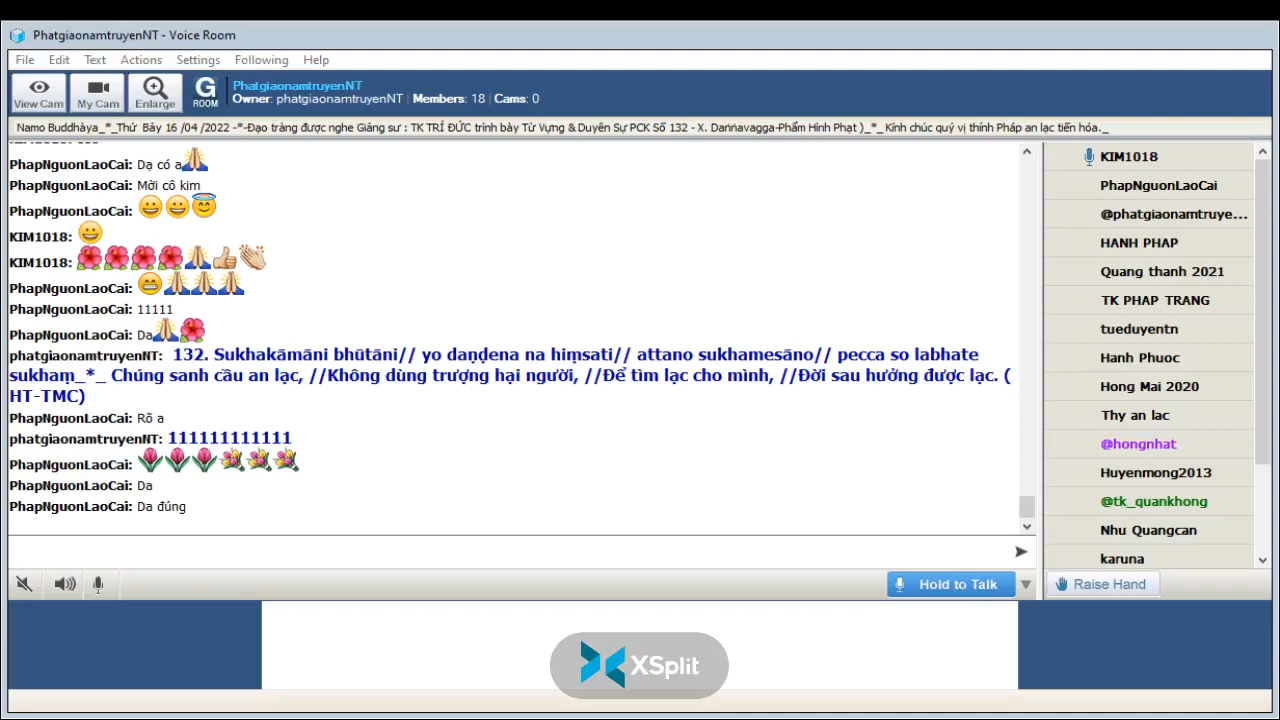 PhatgiaonamtruyenNT - Voice Room
File Edit Text Actions Settings Following Help
View Cam My Cam Enlarge G ROOM
PhatgiaonamtruyenNT
Owner: phatgiaonamtruyenNT | Members: 18 | Cams: 0
Namo Buddhàya_*_Thứ Bảy 16 /04 /2022 -*-Đạo tràng được nghe Giảng sư : TK TRÍ ĐỨC trình bày Từ Vựng & Duyên Sự PCK Số 132 - X. Daṇṇavagga-Phẩm Hình Phạt )_*_Kính chúc quý vị thính Pháp an lạc tiến hóa._
PhapNguonLaoCai: Dạ có a
PhapNguonLaoCai: Mời cô kim
PhapNguonLaoCai:
KIM1018:
KIM1018:
PhapNguonLaoCai:
PhapNguonLaoCai: 11111
PhapNguonLaoCai: Da
phatgiaonamtruyenNT: 132. Sukhakāmāni bhūtāni// yo daṇḍena na hiṃsati// attano sukhamesāno// pecca so labhate
sukhaṃ_*_ Chúng sanh cầu an lạc, //Không dùng trượng hại người, //Để tìm lạc cho mình, //Đời sau hưởng được lạc. (
HT-TMC)
PhapNguonLaoCai: Rõ a
phatgiaonamtruyenNT: 111111111111
PhapNguonLaoCai:
PhapNguonLaoCai: Da
PhapNguonLaoCai: Da đúng
KIM1018
PhapNguonLaoCai
@phatgiaonamtruye...
HANH PHAP
Quang thanh 2021
TK PHAP TRANG
tueduyentn
Hanh Phuoc
Hong Mai 2020
Thy an lac
@hongnhat
Huyenmong2013
@tk_quankhong
Nhu Quangcan
karuna
Hold to Talk
Raise Hand
XSplit